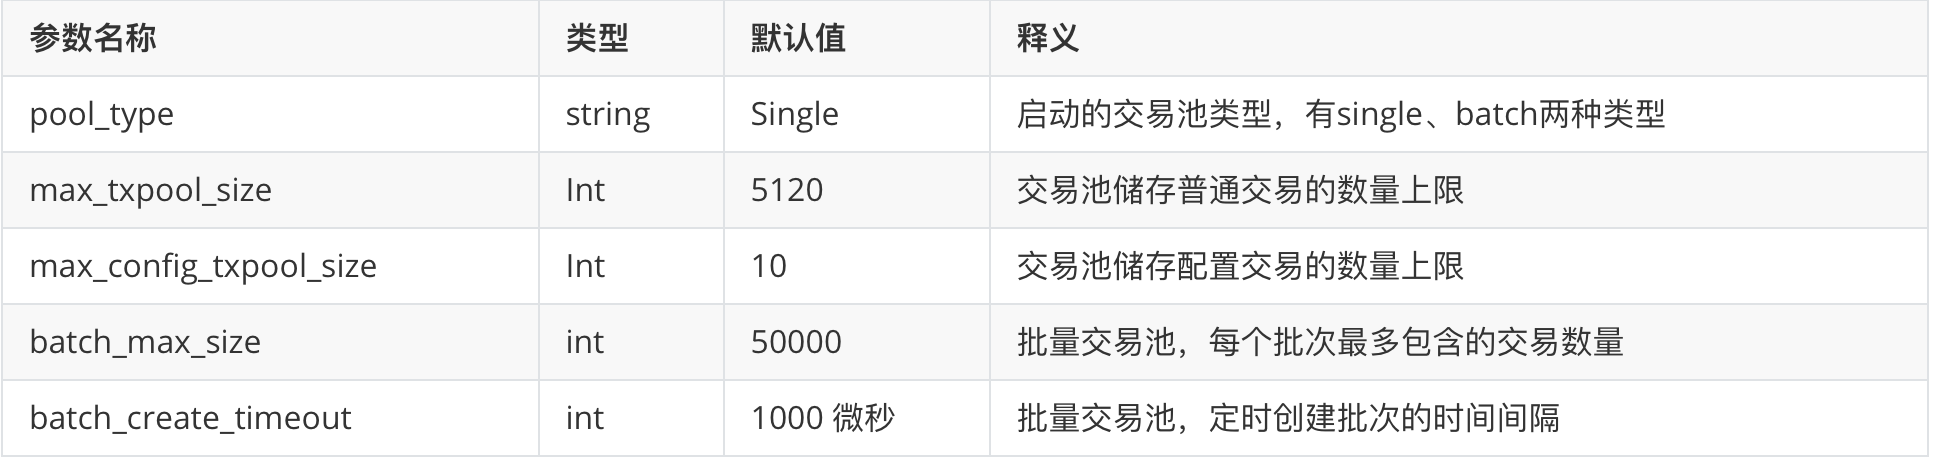 参数名称 类型 默认值 释义
pool_type string Single 启动的交易池类型，有single、batch两种类型
max_txpool_size Int 5120 交易池储存普通交易的数量上限
max_config_txpool_size Int 10 交易池储存配置交易的数量上限
batch_max_size int 50000 批量交易池，每个批次最多包含的交易数量
batch_create_timeout int 1000 微秒 批量交易池，定时创建批次的时间间隔